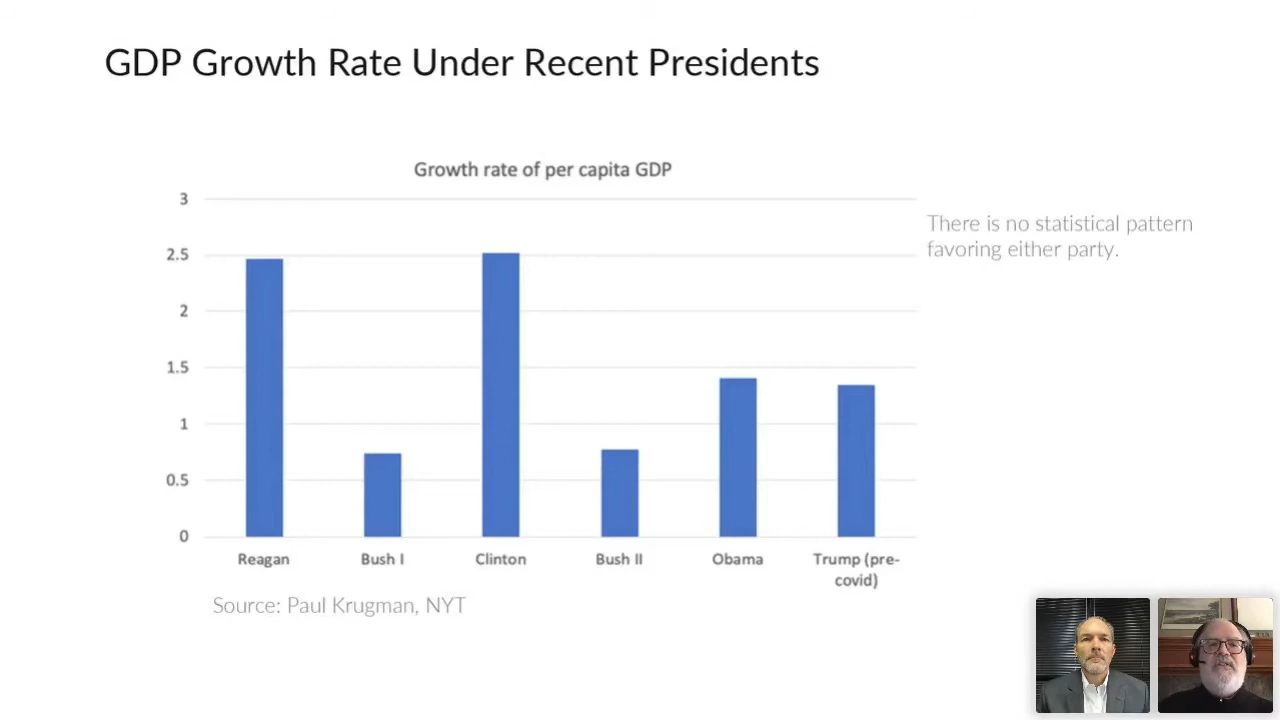 GDP Growth Rate Under Recent Presidents
Growth rate of per capita GDP
3
2.5
2
1.5
1
0.5
0
Reagan
Bush I
Clinton
Bush II
Obama
Trump (pre-
covid)
There is no statistical pattern
favoring either party.
Source: Paul Krugman, NYT